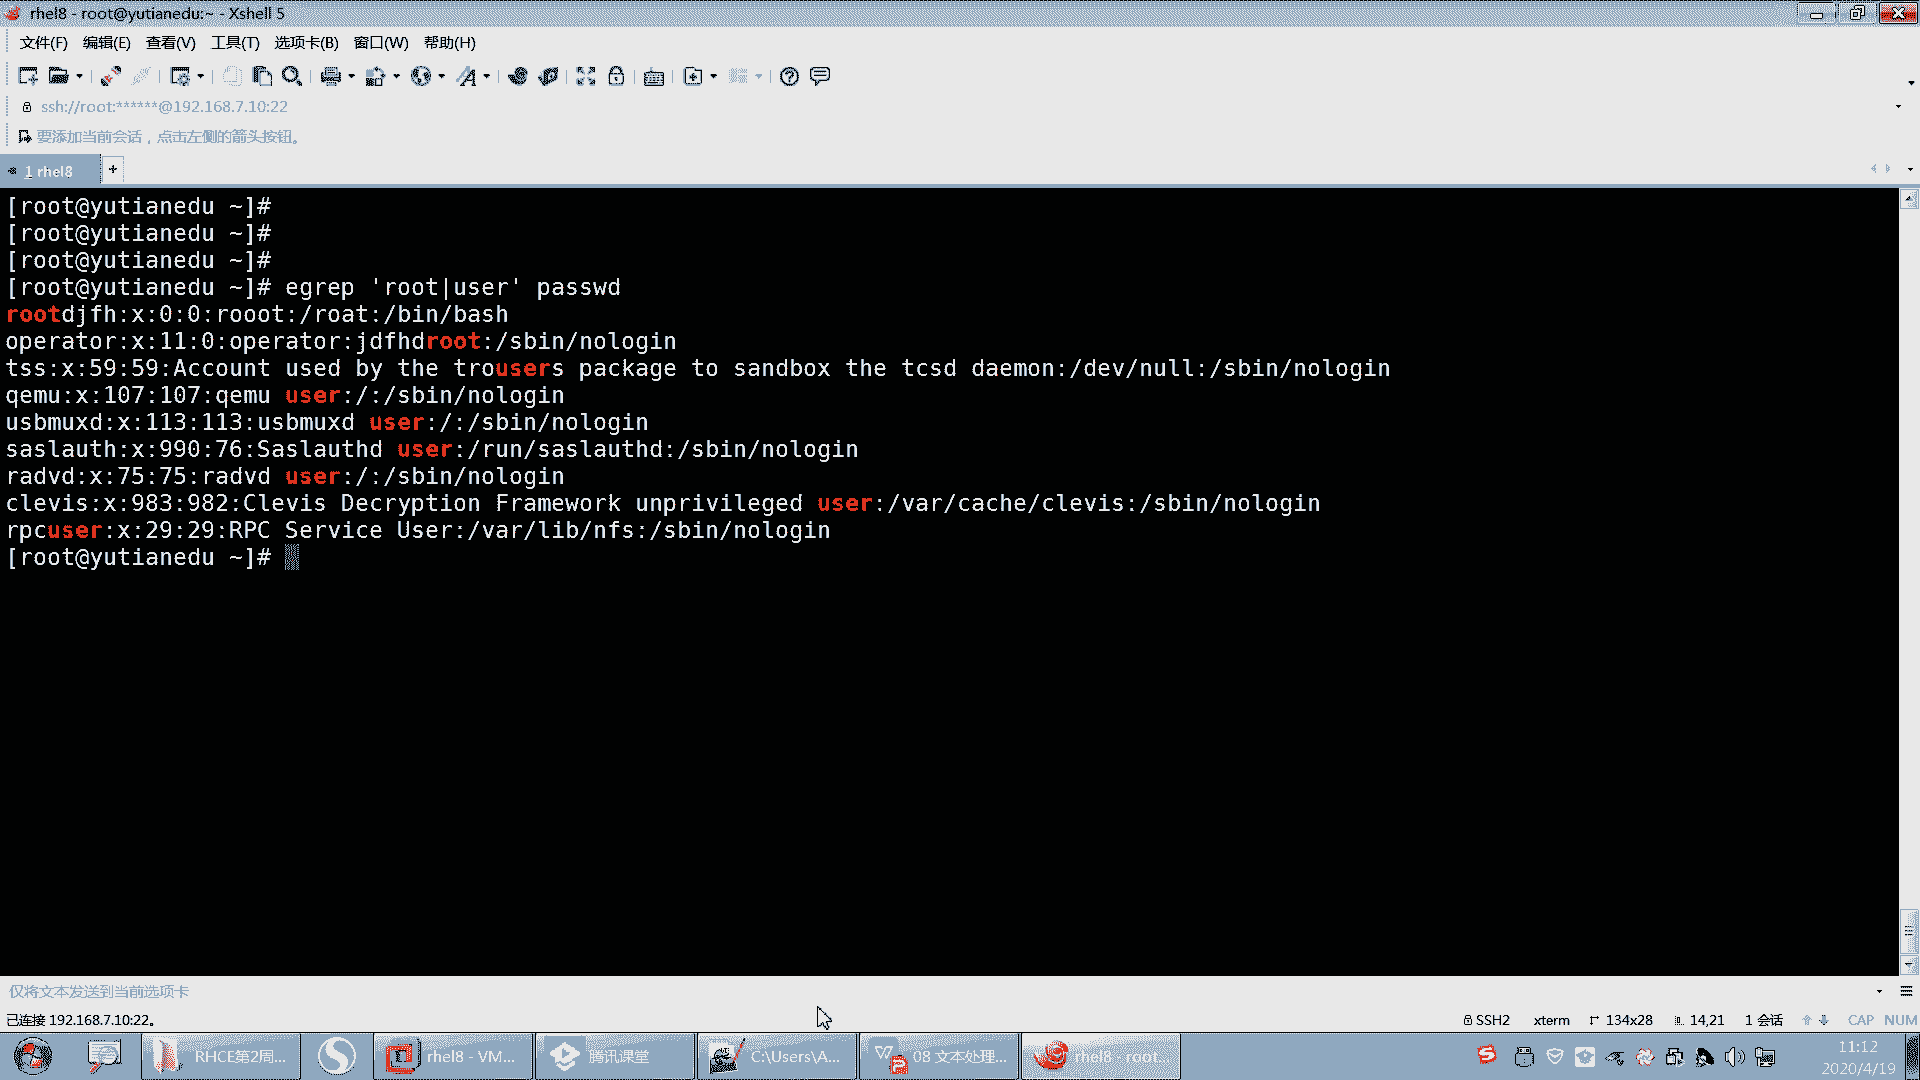 rhel8 - root@yutianedu:~ - Xshell 5
文件(F) 编辑(E) 查看(V) 工具(T) 选项卡(B) 窗口(W) 帮助(H)
ssh://root:******@192.168.7.10:22
要添加当前会话，点击左侧的箭头按钮。
1 rhel8
[root@yutianedu ~]#
[root@yutianedu ~]#
[root@yutianedu ~]#
[root@yutianedu ~]# egrep 'root|user' passwd
rootdjfh:x:0:0:rooot:/roat:/bin/bash
operator:x:11:0:operator:jdfhdroot:/sbin/nologin
tss:x:59:59:Account used by the trousers package to sandbox the tcsd daemon:/dev/null:/sbin/nologin
qemu:x:107:107:qemu user:/:/sbin/nologin
usbmuxd:x:113:113:usbmuxd user:/:/sbin/nologin
saslauth:x:990:76:Saslauthd user:/run/saslauthd:/sbin/nologin
radvd:x:75:75:radvd user:/:/sbin/nologin
clevis:x:983:982:Clevis Decryption Framework unprivileged user:/var/cache/clevis:/sbin/nologin
rpcuser:x:29:29:RPC Service User:/var/lib/nfs:/sbin/nologin
[root@yutianedu ~]#
仅将文本发送到当前选项卡
已连接 192.168.7.10:22。 SSH2 xterm 134x28 14,21 1 会话 CAP NUM
RHCE第2周... rhel8 - VM... 腾讯课堂 C:\Users\A... 08 文本处理... rhel8 - root... 11:12
2020/4/19